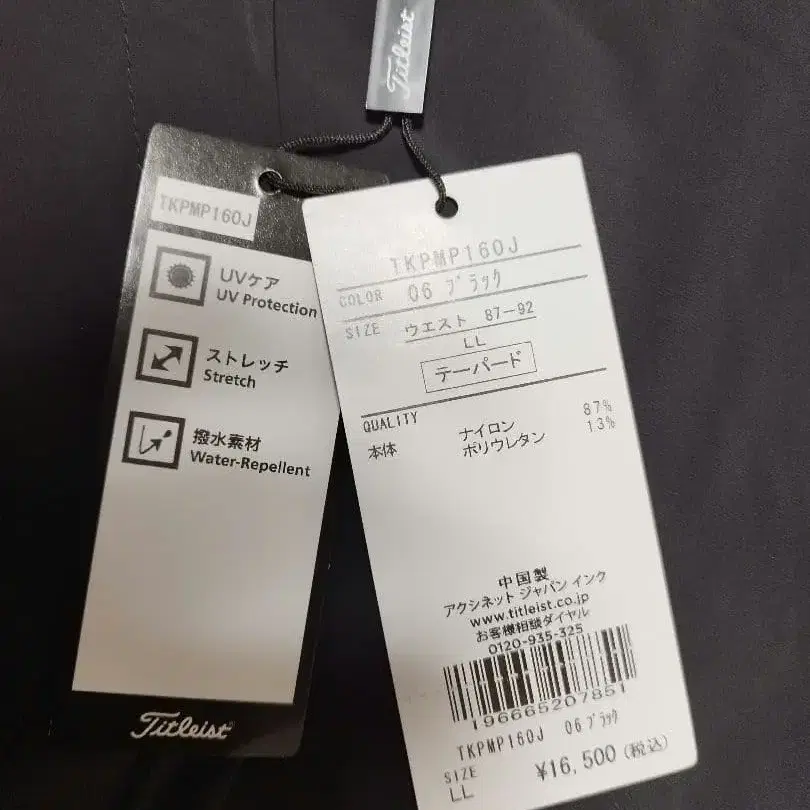 Titleist
TKPMP160J
UVケア
UV Protection
ストレッチ
Stretch
撥水素材
Water-Repellent
Titleist
TKPMP160J
COLOR 06 ブラック
SIZE ウエスト 87-92
LL
テーパード
QUALITY
本体 ナイロン 87%
ポリウレタン 13%
中国製
アクシネット ジャパン インク
www.titleist.co.jp
お客様相談ダイヤル
0120-935-325
196665207851
TKPMP160J 06 ブラック
SIZE
LL ¥16,500 (税込)